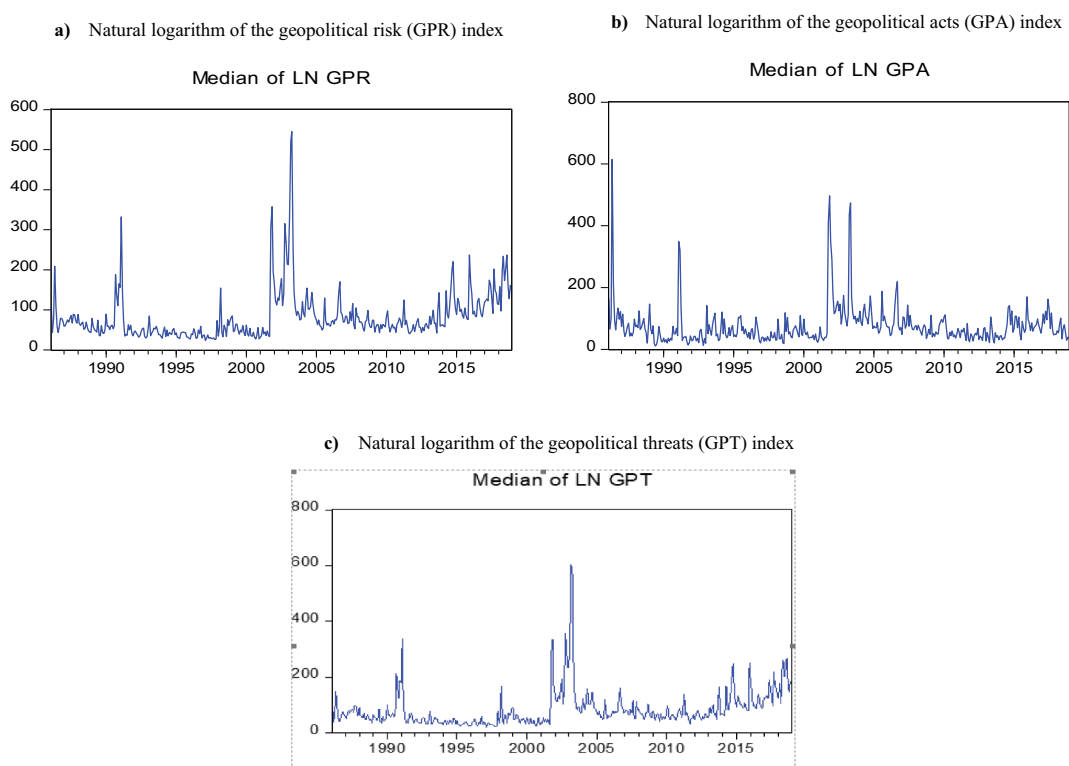 a) Natural logarithm of the geopolitical risk (GPR) index
Median of LN GPR
600
500
400
300
200
100
0
1990 1995 2000 2005 2010 2015
b) Natural logarithm of the geopolitical acts (GPA) index
Median of LN GPA
800
600
400
200
0
1990 1995 2000 2005 2010 2015
c) Natural logarithm of the geopolitical threats (GPT) index
Median of LN GPT
800
600
400
200
0
1990 1995 2000 2005 2010 2015